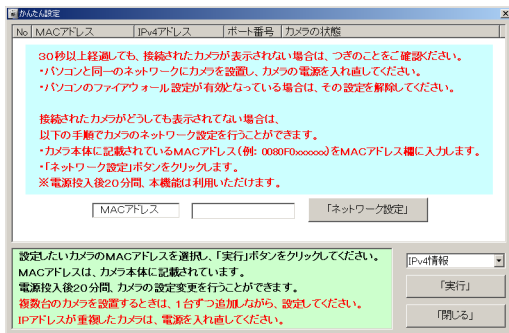 かんたん設定
No MACアドレス IPv4アドレス ポート番号 カメラの状態
30秒以上経過しても、接続されたカメラが表示されない場合は、つぎのことをご確認ください。
・パソコンと同一のネットワークにカメラを設置し、カメラの電源を入れ直してください。
・パソコンのファイアウォール設定が有効となっている場合は、その設定を解除してください。
接続されたカメラがどうしても表示されてない場合は、
以下の手順でカメラのネットワーク設定を行うことができます。
・カメラ本体に記載されているMACアドレス(例: 0080F0xxxxxx)をMACアドレス欄に入力します。
・「ネットワーク設定」ボタンをクリックします。
※電源投入後20分間、本機能は利用いただけます。
MACアドレス 「ネットワーク設定」
設定したいカメラのMACアドレスを選択し、「実行」ボタンをクリックしてください。
MACアドレスは、カメラ本体に記載されています。
電源投入後20分間、カメラの設定変更を行うことができます。
複数台のカメラを設置するときは、1台ずつ追加しながら、設定してください。
IPアドレスが重複したカメラは、電源を入れ直してください。
IPv4情報
「実行」
「閉じる」